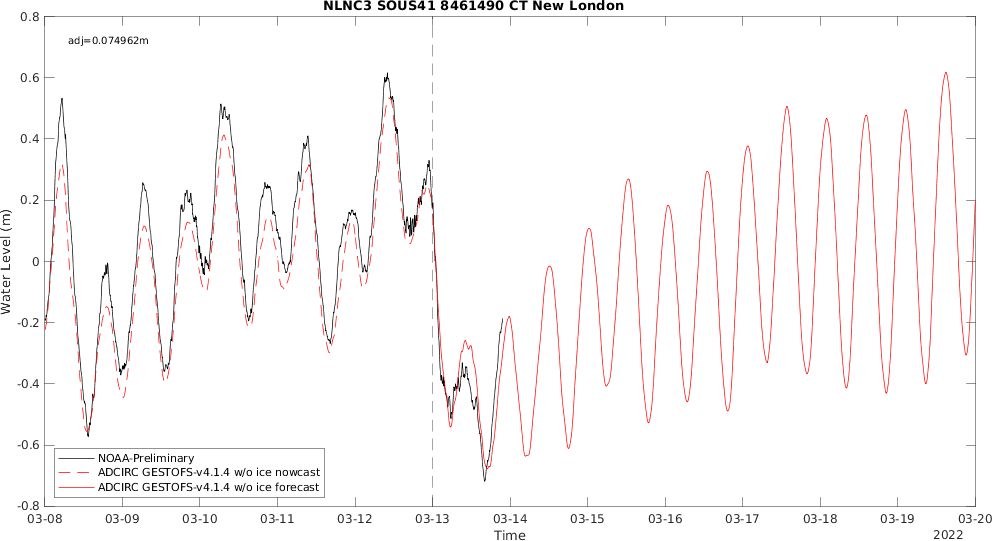 NLNC3 SOUS41 8461490 CT New London
adj=0.074962m
0.8
0.6
0.4
0.2
0
-0.2
-0.4
-0.6
-0.8
Water Level (m)
NOAA-Preliminary
ADCIRC GESTOFS-v4.1.4 w/o ice nowcast
ADCIRC GESTOFS-v4.1.4 w/o ice forecast
03-08 03-09 03-10 03-11 03-12 03-13 03-14 03-15 03-16 03-17 03-18 03-19 03-20
Time
2022